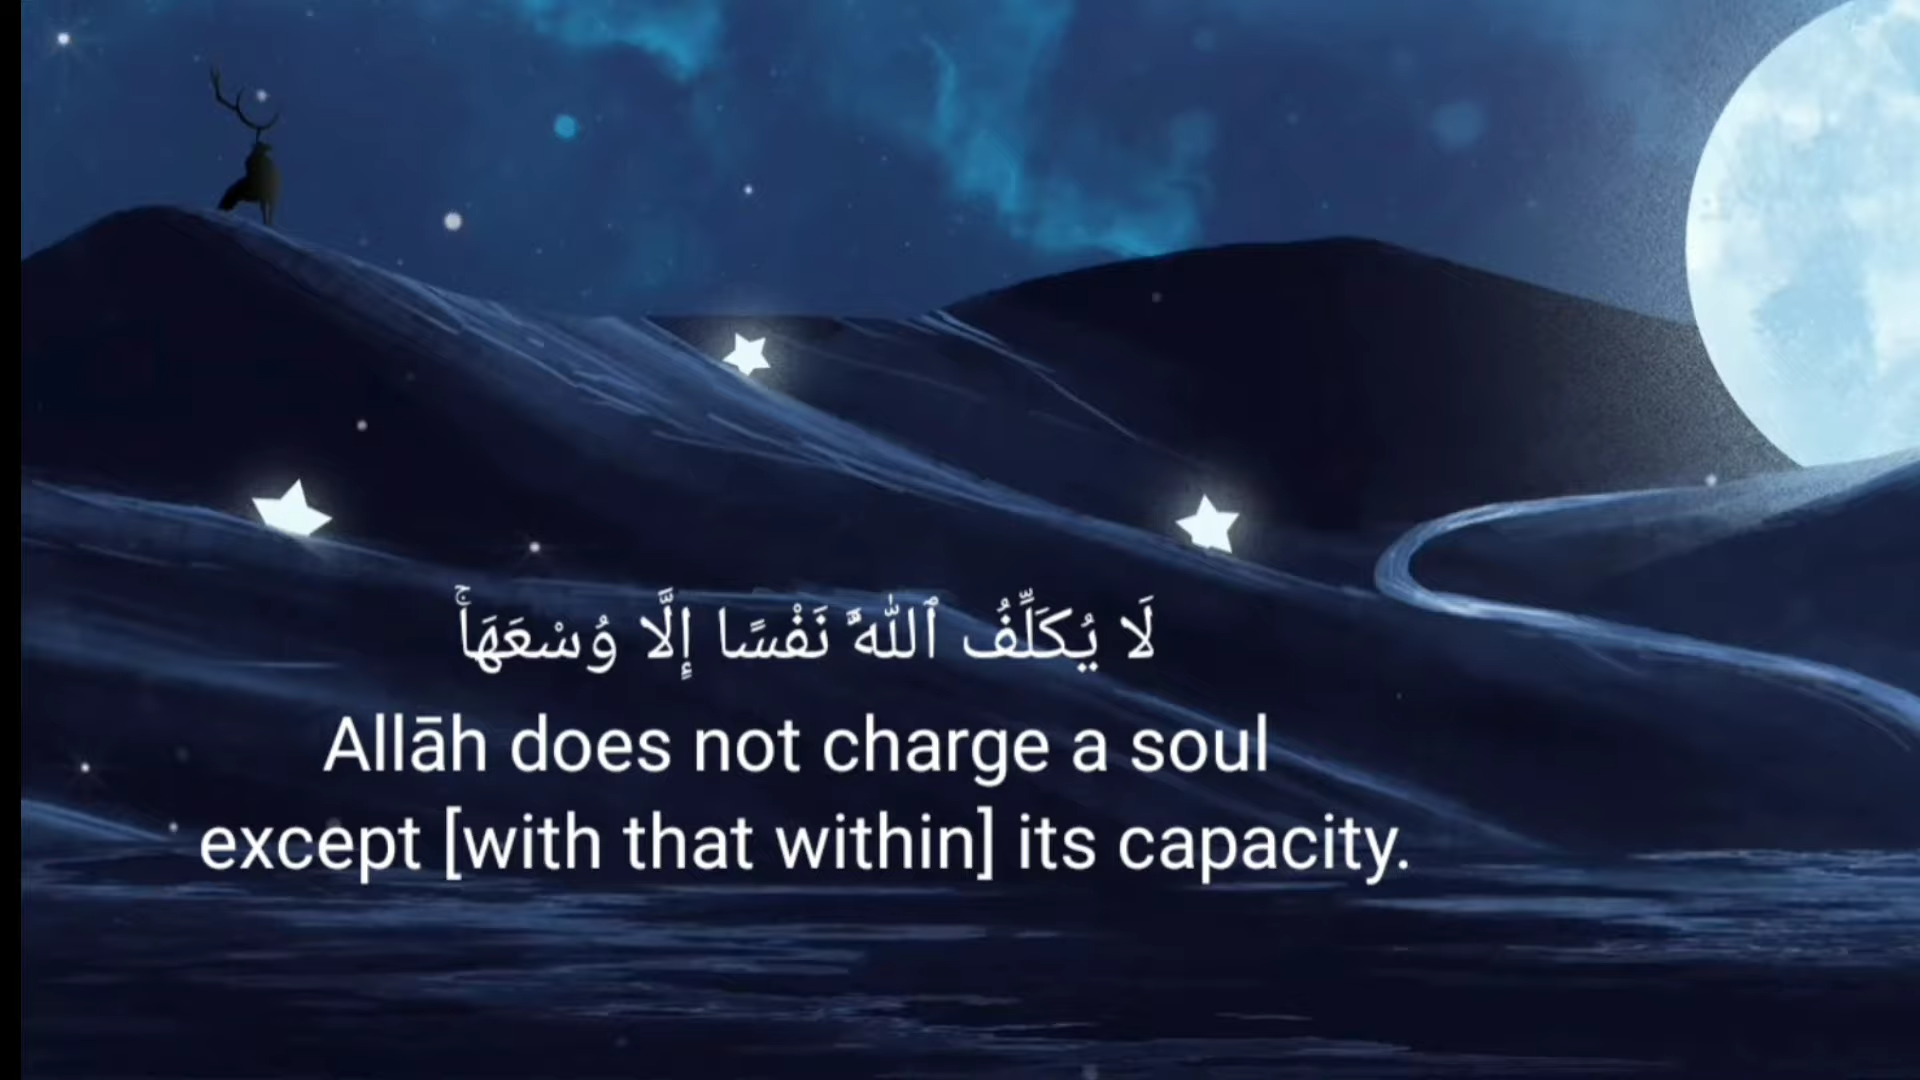 لَا يُكَلِّفُ ٱللَّهُ نَفْسًا إِلَّا وُسْعَهَاۚ
Allāh does not charge a soul
except [with that within] its capacity.